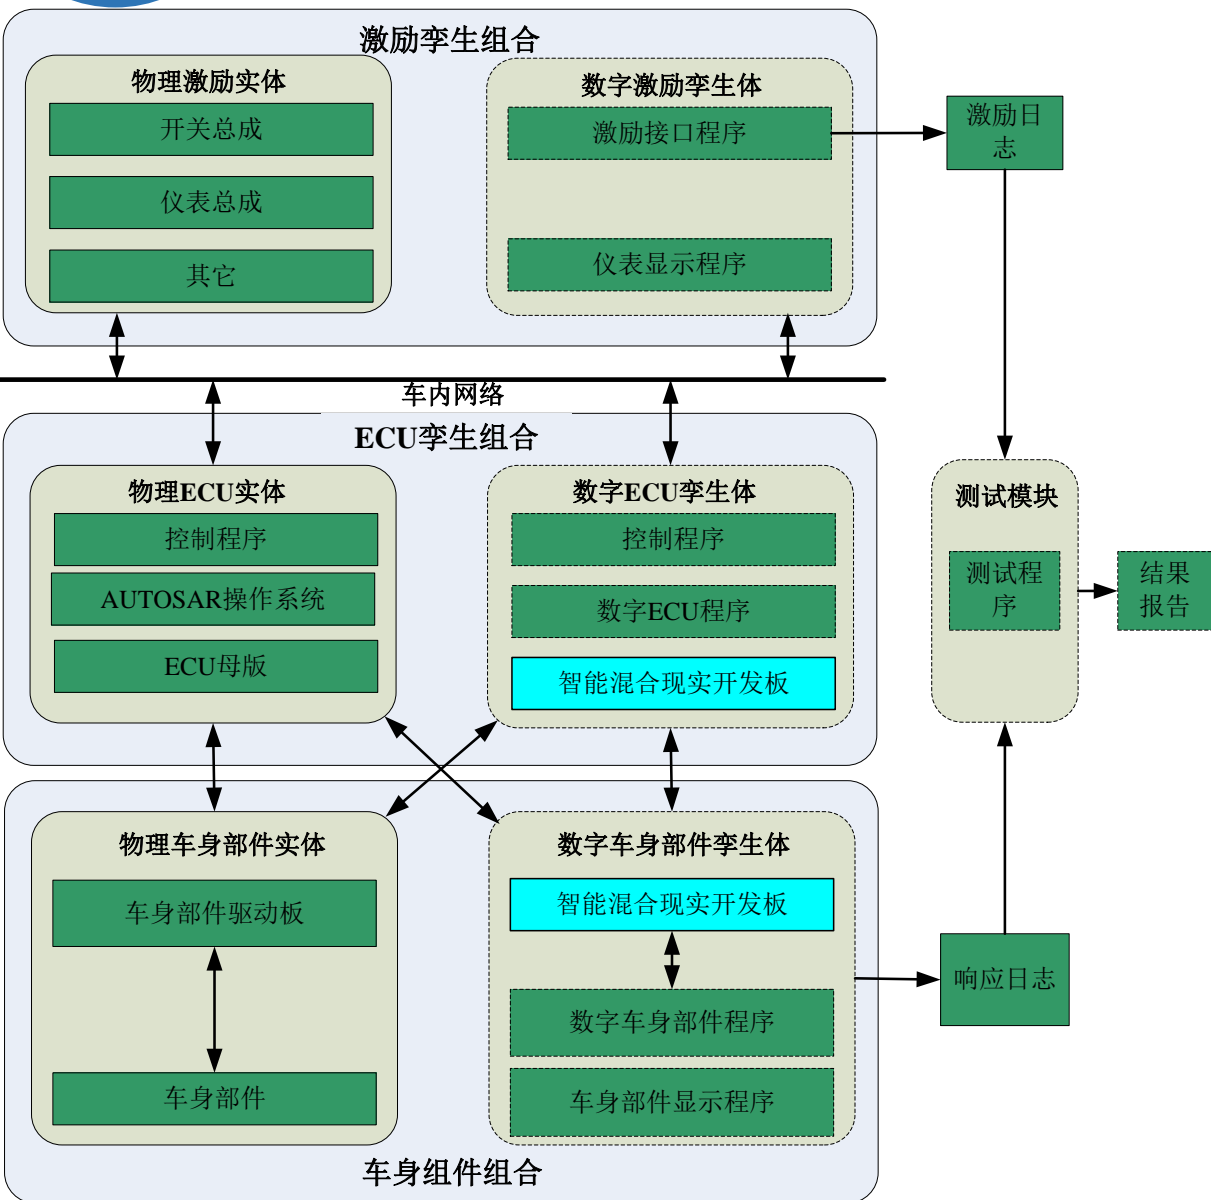 激励孪生组合
物理激励实体
开关总成
仪表总成
其它
数字激励孪生体
激励接口程序
仪表显示程序
激励日
志
车内网络
ECU孪生组合
物理ECU实体
控制程序
AUTOSAR操作系统
ECU母版
数字ECU孪生体
控制程序
数字ECU程序
智能混合现实开发板
测试模块
测试程
序
结果
报告
物理车身部件实体
车身部件驱动板
车身部件
数字车身部件孪生体
智能混合现实开发板
数字车身部件程序
车身部件显示程序
响应日志
车身组件组合